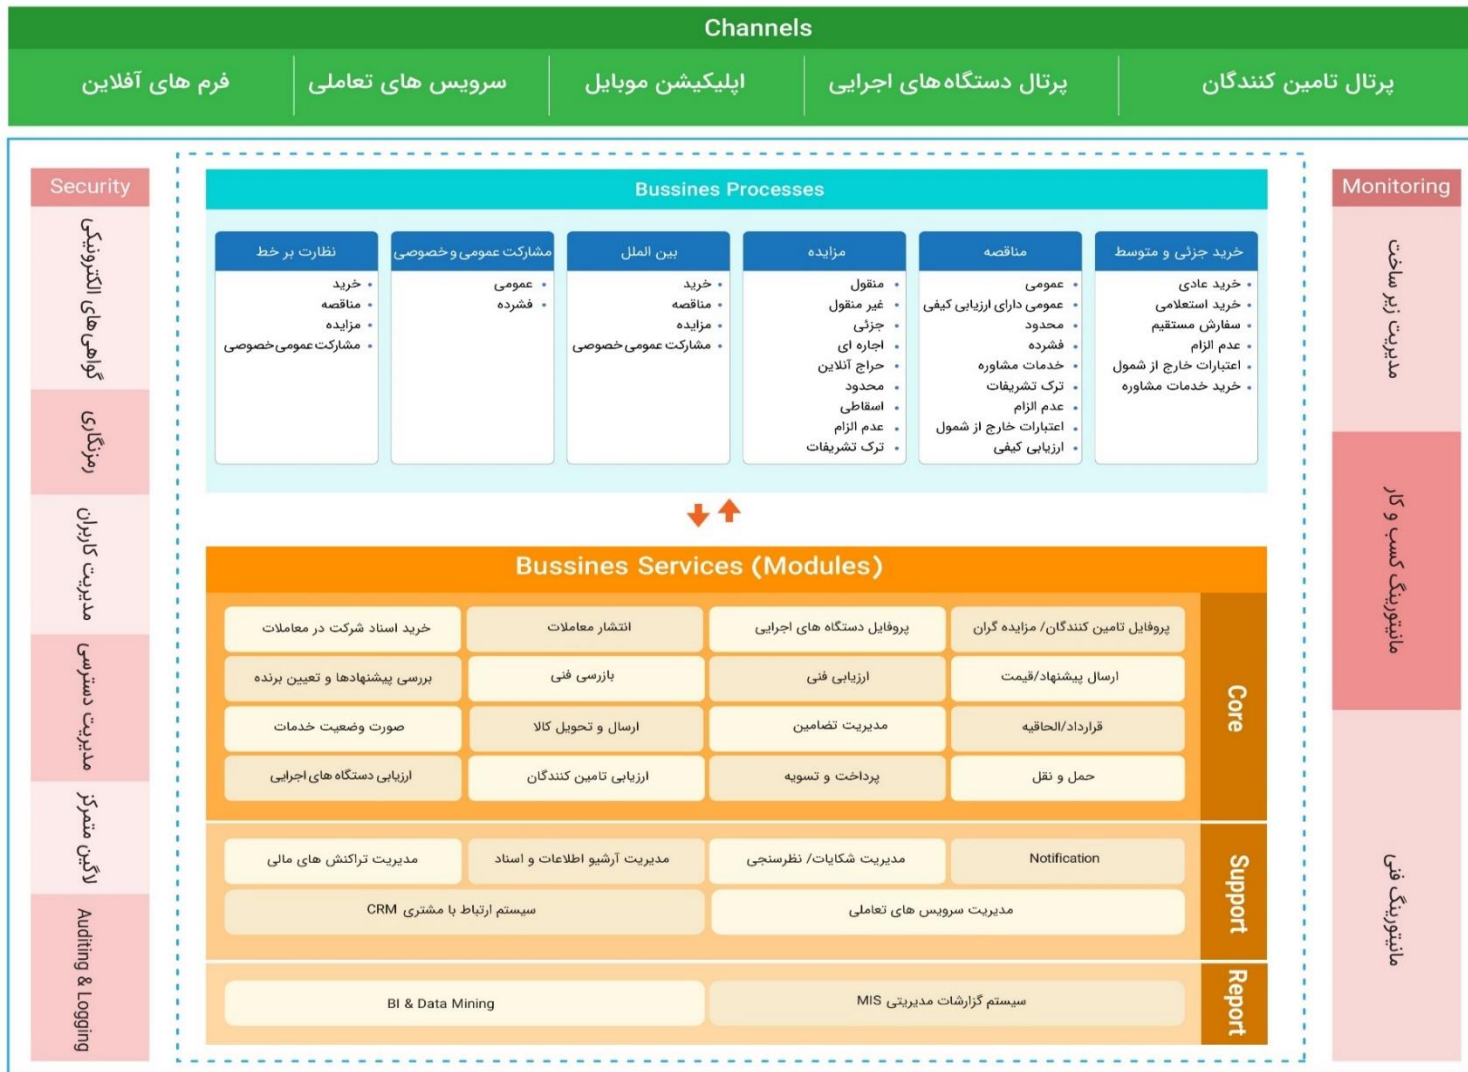 Channels
پرتال تامین کنندگان
پرتال دستگاه های اجرایی
اپلیکیشن موبایل
سرویس های تعاملی
فرم های آفلاین
Monitoring
مدیریت زیر ساخت
مانیتورینگ کسب و کار
مانیتورینگ فنی
Bussines Processes
خرید جزئی و متوسط
• خرید عادی
• خرید استعلامی
• سفارش مستقیم
• عدم الزام
• اعتبارات خارج از شمول
• خرید خدمات مشاوره
مناقصه
• عمومی
• عمومی دارای ارزیابی کیفی
• محدود
• فشرده
• خدمات مشاوره
• ترک تشریفات
• عدم الزام
• اعتبارات خارج از شمول
• ارزیابی کیفی
مزایده
• منقول
• غیر منقول
• جزئی
• اجاره ای
• حراج آنلاین
• محدود
• اسقاطی
• عدم الزام
• ترک تشریفات
بین الملل
• خرید
• مناقصه
• مزایده
• مشارکت عمومی خصوصی
مشارکت عمومی و خصوصی
• عمومی
• فشرده
نظارت بر خط
• خرید
• مناقصه
• مزایده
• مشارکت عمومی خصوصی
Bussines Services (Modules)
Core
پروفایل تامین کنندگان/ مزایده گران
پروفایل دستگاه های اجرایی
انتشار معاملات
خرید اسناد شرکت در معاملات
ارسال پیشنهاد/قیمت
ارزیابی فنی
بازرسی فنی
بررسی پیشنهادها و تعیین برنده
قرارداد/الحاقیه
مدیریت تضامین
ارسال و تحویل کالا
صورت وضعیت خدمات
حمل و نقل
پرداخت و تسویه
ارزیابی تامین کنندگان
ارزیابی دستگاه های اجرایی
Support
Notification
مدیریت شکایات/ نظرسنجی
مدیریت آرشیو اطلاعات و اسناد
مدیریت تراکنش های مالی
مدیریت سرویس های تعاملی
سیستم ارتباط با مشتری CRM
Report
سیستم گزارشات مدیریتی MIS
BI & Data Mining
Security
گواهی‌های الکترونیکی
رمزنگاری
مدیریت کاربران
مدیریت دسترسی
لاگین متمرکز
Auditing & Logging